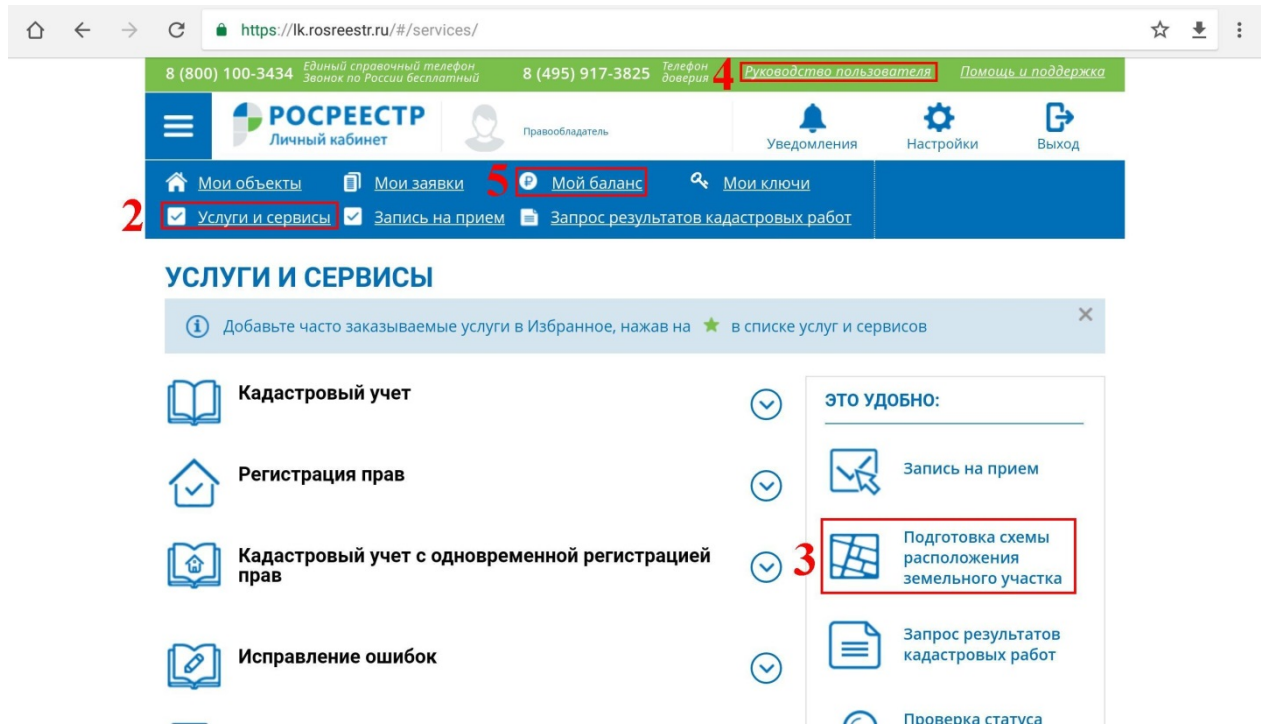 https://lk.rosreestr.ru/#/services/
8 (800) 100-3434 Единый справочный телефон
Звонок по России бесплатный
8 (495) 917-3825 Телефон
доверия
4 Руководство пользователя Помощь и поддержка
РОСРЕЕСТР
Личный кабинет
Правообладатель
Уведомления Настройки Выход
Мои объекты Мои заявки 5 Мой баланс Мои ключи
2 Услуги и сервисы Запись на прием Запрос результатов кадастровых работ
УСЛУГИ И СЕРВИСЫ
Добавьте часто заказываемые услуги в Избранное, нажав на в списке услуг и сервисов
Кадастровый учет
Регистрация прав
Кадастровый учет с одновременной регистрацией
прав
Исправление ошибок
ЭТО УДОБНО:
Запись на прием
3 Подготовка схемы
расположения
земельного участка
Запрос результатов
кадастровых работ
Проверка статуса